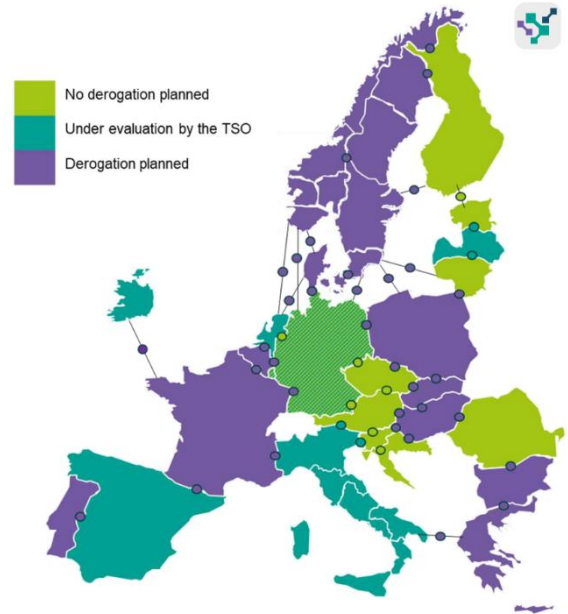 No derogation planned
Under evaluation by the TSO
Derogation planned